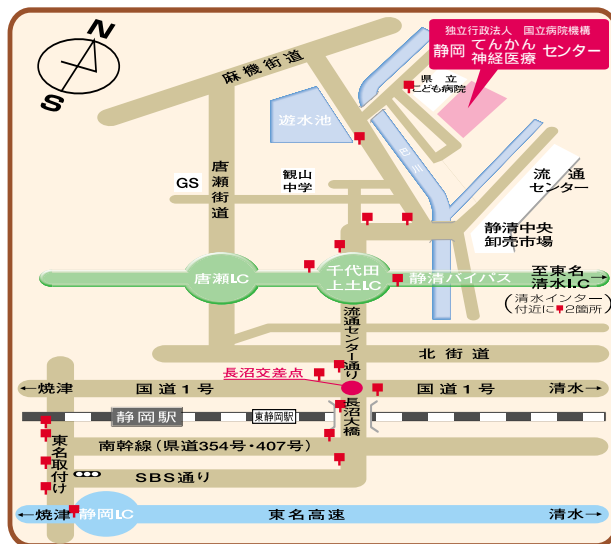 N
S
独立行政法人 国立病院機構
静岡 てんかん 神経医療 センター
麻機街道
県立
こども病院
遊水池
巴川
流通
センター
唐瀬街道
GS
観山
中学
静清中央
卸売市場
唐瀬I.C
千代田
上土I.C
静清バイパス
至東名→
清水I.C
(清水インター
付近に 2箇所)
流通センター通り
北街道
長沼交差点
←焼津
国道1号
国道1号
清水→
静岡駅
東静岡駅
長沼大橋
東名取付け
南幹線(県道354号・407号)
SBS通り
←焼津
静岡I.C
東名高速
清水→